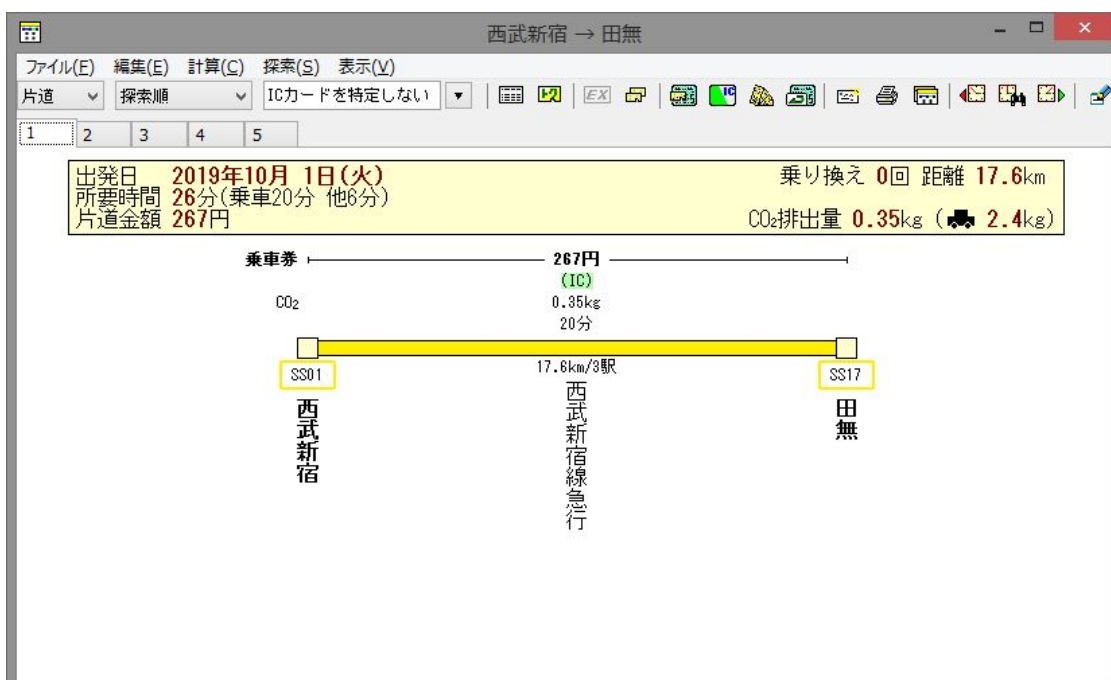 西武新宿 → 田無
ファイル(F) 編集(E) 計算(C) 探索(S) 表示(V)
片道 探索順 ICカードを特定しない EX IC
1 2 3 4 5
出発日 2019年10月 1日(火) 乗り換え 0回 距離 17.6km
所要時間 26分(乗車20分 他6分)
片道金額 267円 CO2排出量 0.35kg ( 2.4kg)
乗車券 267円
(IC)
CO2 0.35kg
20分
17.6km/3駅
SS01 SS17
西武新宿
西武新宿線急行
田無